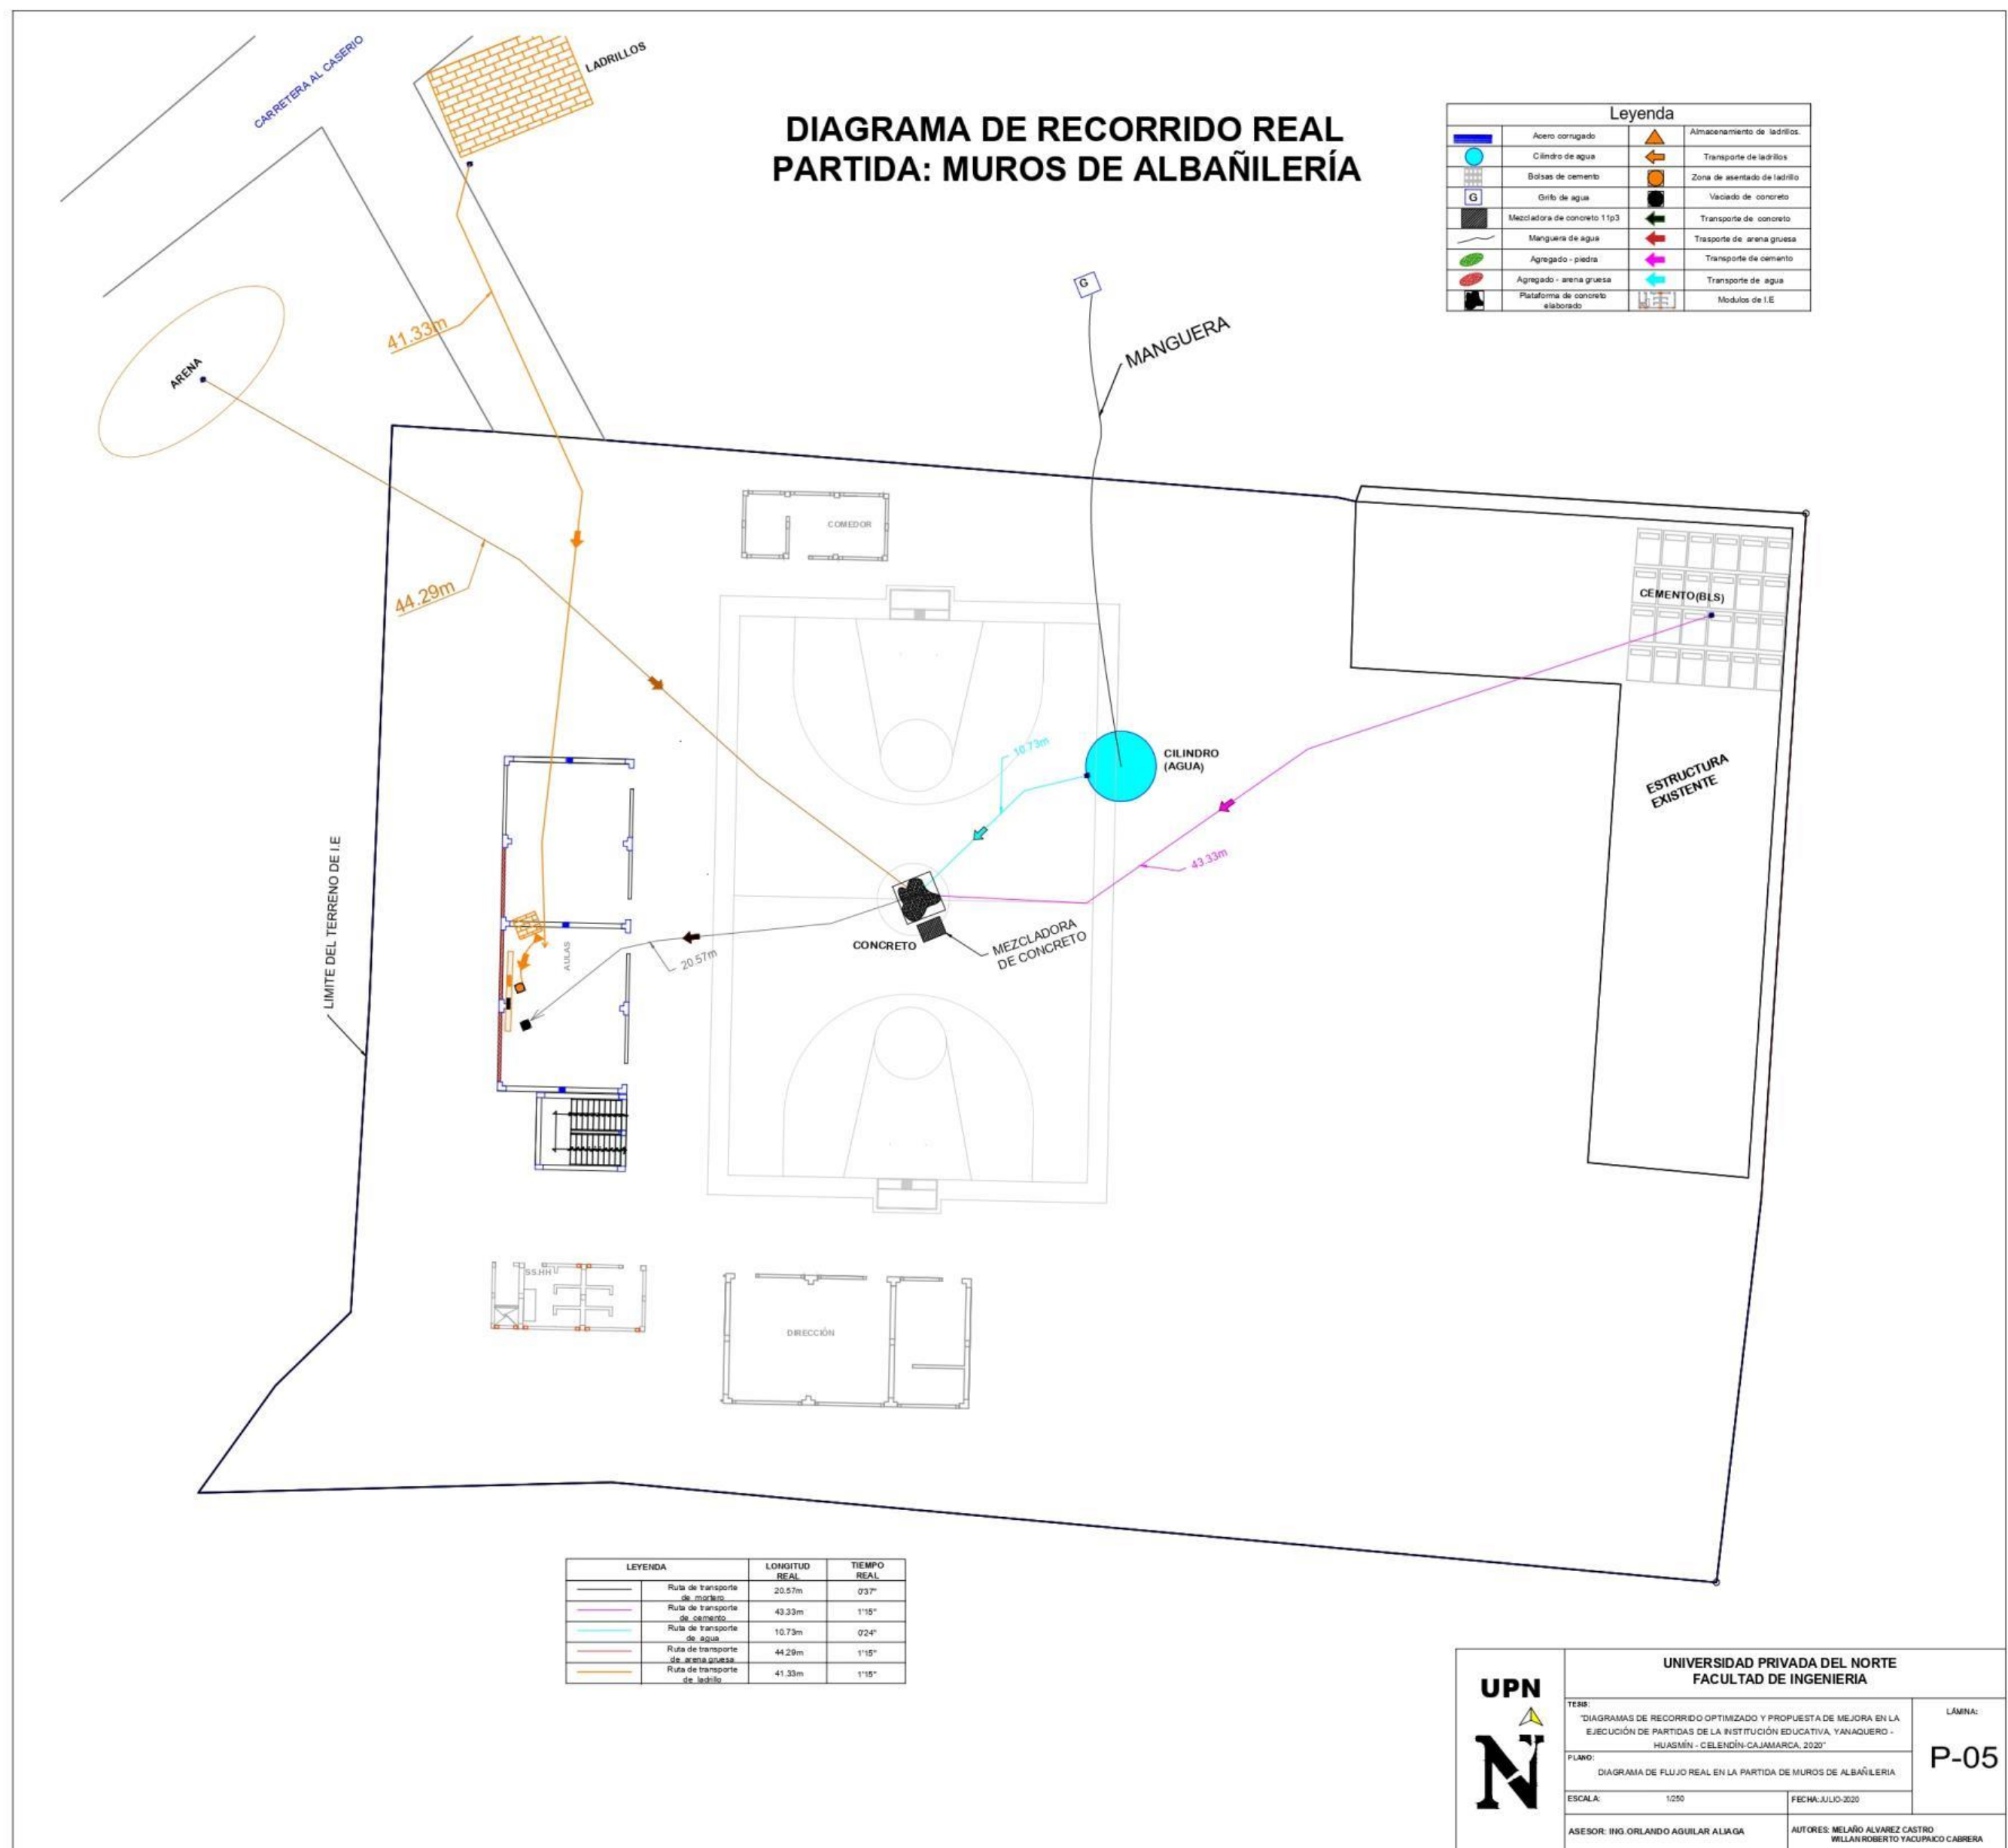 CARRETERA AL CASERIO
LADRILLOS
DIAGRAMA DE RECORRIDO REAL
PARTIDA: MUROS DE ALBAÑILERÍA
Leyenda
Acero corrugado
Almacenamiento de ladrillos.
Cilindro de agua
Transporte de ladrillos
Bolsas de cemento
Zona de asentado de ladrillo
G
Grifo de agua
Vaciado de concreto
Mezcladora de concreto 11p3
Transporte de concreto
Manguera de agua
Trasporte de arena gruesa
Agregado - piedra
Transporte de cemento
Agregado - arena gruesa
Transporte de agua
Plataforma de concreto
elaborado
Modulos de I.E
G
MANGUERA
41.33m
ARENA
44.29m
COMEDOR
CEMENTO(BLS)
10.73m
CILINDRO
(AGUA)
ESTRUCTURA
EXISTENTE
43.33m
LIMITE DEL TERRENO DE I.E
AULAS
CONCRETO
MEZCLADORA
DE CONCRETO
20.57m
SS.HH
DIRECCIÓN
LEYENDA
LONGITUD
REAL
TIEMPO
REAL
Ruta de transporte
de mortero
20.57m
0'37"
Ruta de transporte
de cemento
43.33m
1'15"
Ruta de transporte
de agua
10.73m
0'24"
Ruta de transporte
de arena gruesa
44.29m
1'15"
Ruta de transporte
de ladrillo
41.33m
1'15"
UPN
N
UNIVERSIDAD PRIVADA DEL NORTE
FACULTAD DE INGENIERIA
TESIS:
"DIAGRAMAS DE RECORRIDO OPTIMIZADO Y PROPUESTA DE MEJORA EN LA
EJECUCIÓN DE PARTIDAS DE LA INSTITUCIÓN EDUCATIVA, YANAQUERO -
HUASMÍN - CELENDÍN-CAJAMARCA, 2020"
LÁMINA:
P-05
PLANO:
DIAGRAMA DE FLUJO REAL EN LA PARTIDA DE MUROS DE ALBAÑILERIA
ESCALA: 1/250
FECHA:JULIO-2020
ASESOR: ING.ORLANDO AGUILAR ALIAGA
AUTORES: MELAÑO ALVAREZ CASTRO
WILLAN ROBERTO YACUPAICO CABRERA